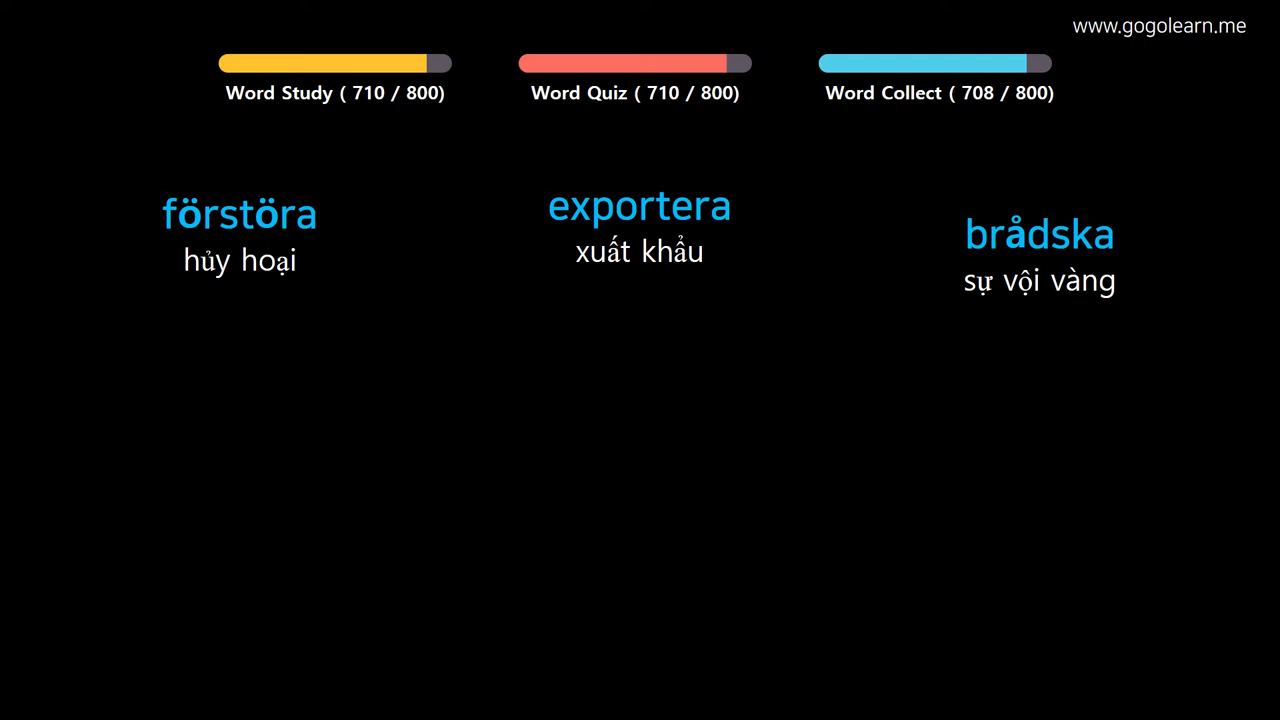 www.gogolearn.me
Word Study ( 710 / 800)
Word Quiz ( 710 / 800)
Word Collect ( 708 / 800)
förstöra
hủy hoại
exportera
xuất khẩu
brådska
sự vội vàng